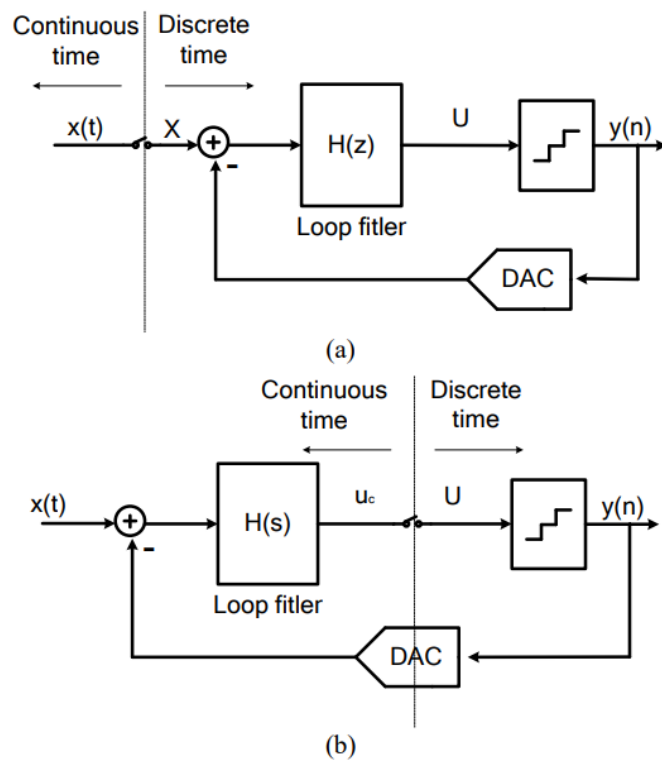 Continuous time
Discrete time
x(t)
X
H(z)
U
y(n)
-
Loop fitler
DAC
(a)
Continuous time
Discrete time
x(t)
H(s)
uc
U
y(n)
-
Loop fitler
DAC
(b)